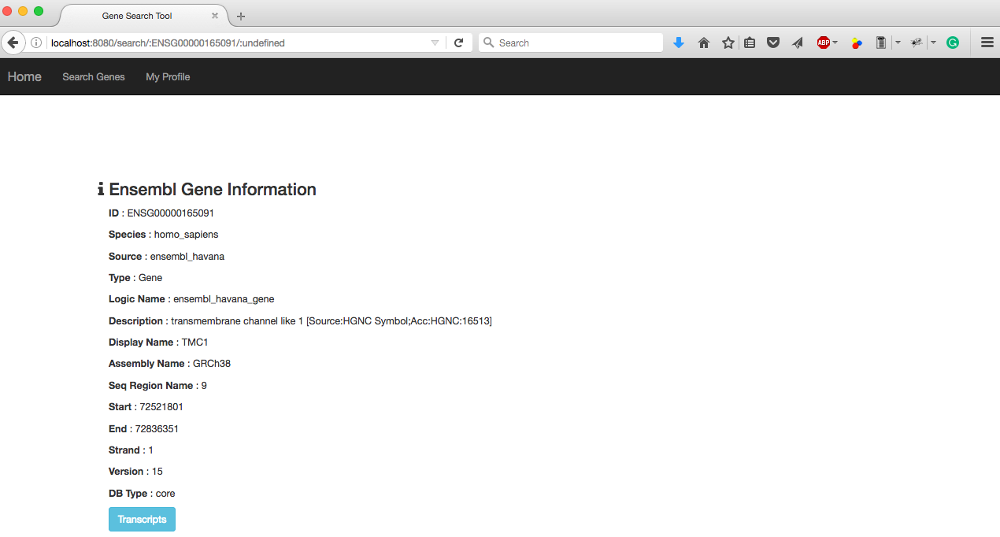 Gene Search Tool
localhost:8080/search/:ENSG00000165091/:undefined
Search
ABP
Home Search Genes My Profile
Ensembl Gene Information
ID : ENSG00000165091
Species : homo_sapiens
Source : ensembl_havana
Type : Gene
Logic Name : ensembl_havana_gene
Description : transmembrane channel like 1 [Source:HGNC Symbol;Acc:HGNC:16513]
Display Name : TMC1
Assembly Name : GRCh38
Seq Region Name : 9
Start : 72521801
End : 72836351
Strand : 1
Version : 15
DB Type : core
Transcripts